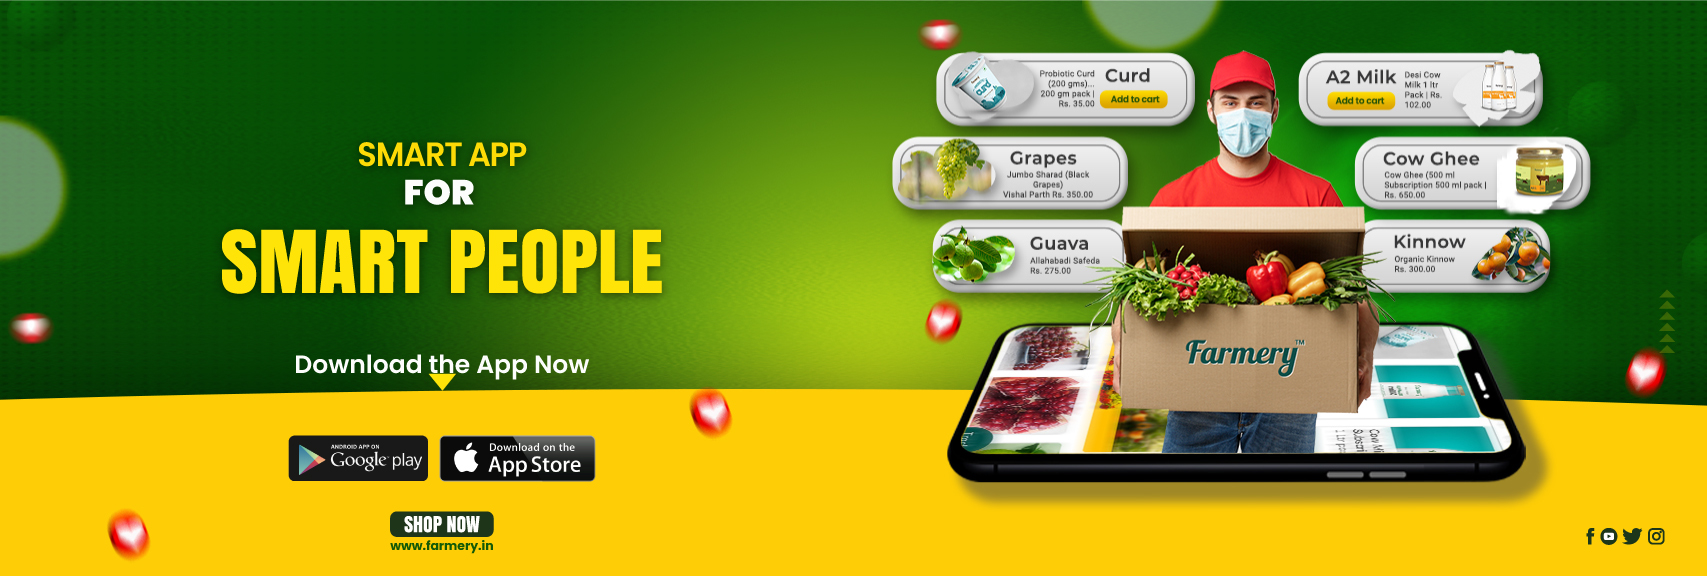 SMART APP
FOR
SMART PEOPLE
Download the App Now
ANDROID APP ON
Google play
Download on the
App Store
SHOP NOW
www.farmery.in
Probiotic Curd
(200 gms)...
200 gm pack |
Rs. 35.00
Curd
Add to cart
A2 Milk
Add to cart
Desi Cow
Milk 1 ltr
Pack | Rs.
102.00
Grapes
Jumbo Sharad (Black
Grapes)
Vishal Parth Rs. 350.00
Cow Ghee
Cow Ghee (500 ml
Subscription 500 ml pack |
Rs. 650.00
Guava
Allahabadi Safeda
Rs. 275.00
Kinnow
Organic Kinnow
Rs. 300.00
Farmery™